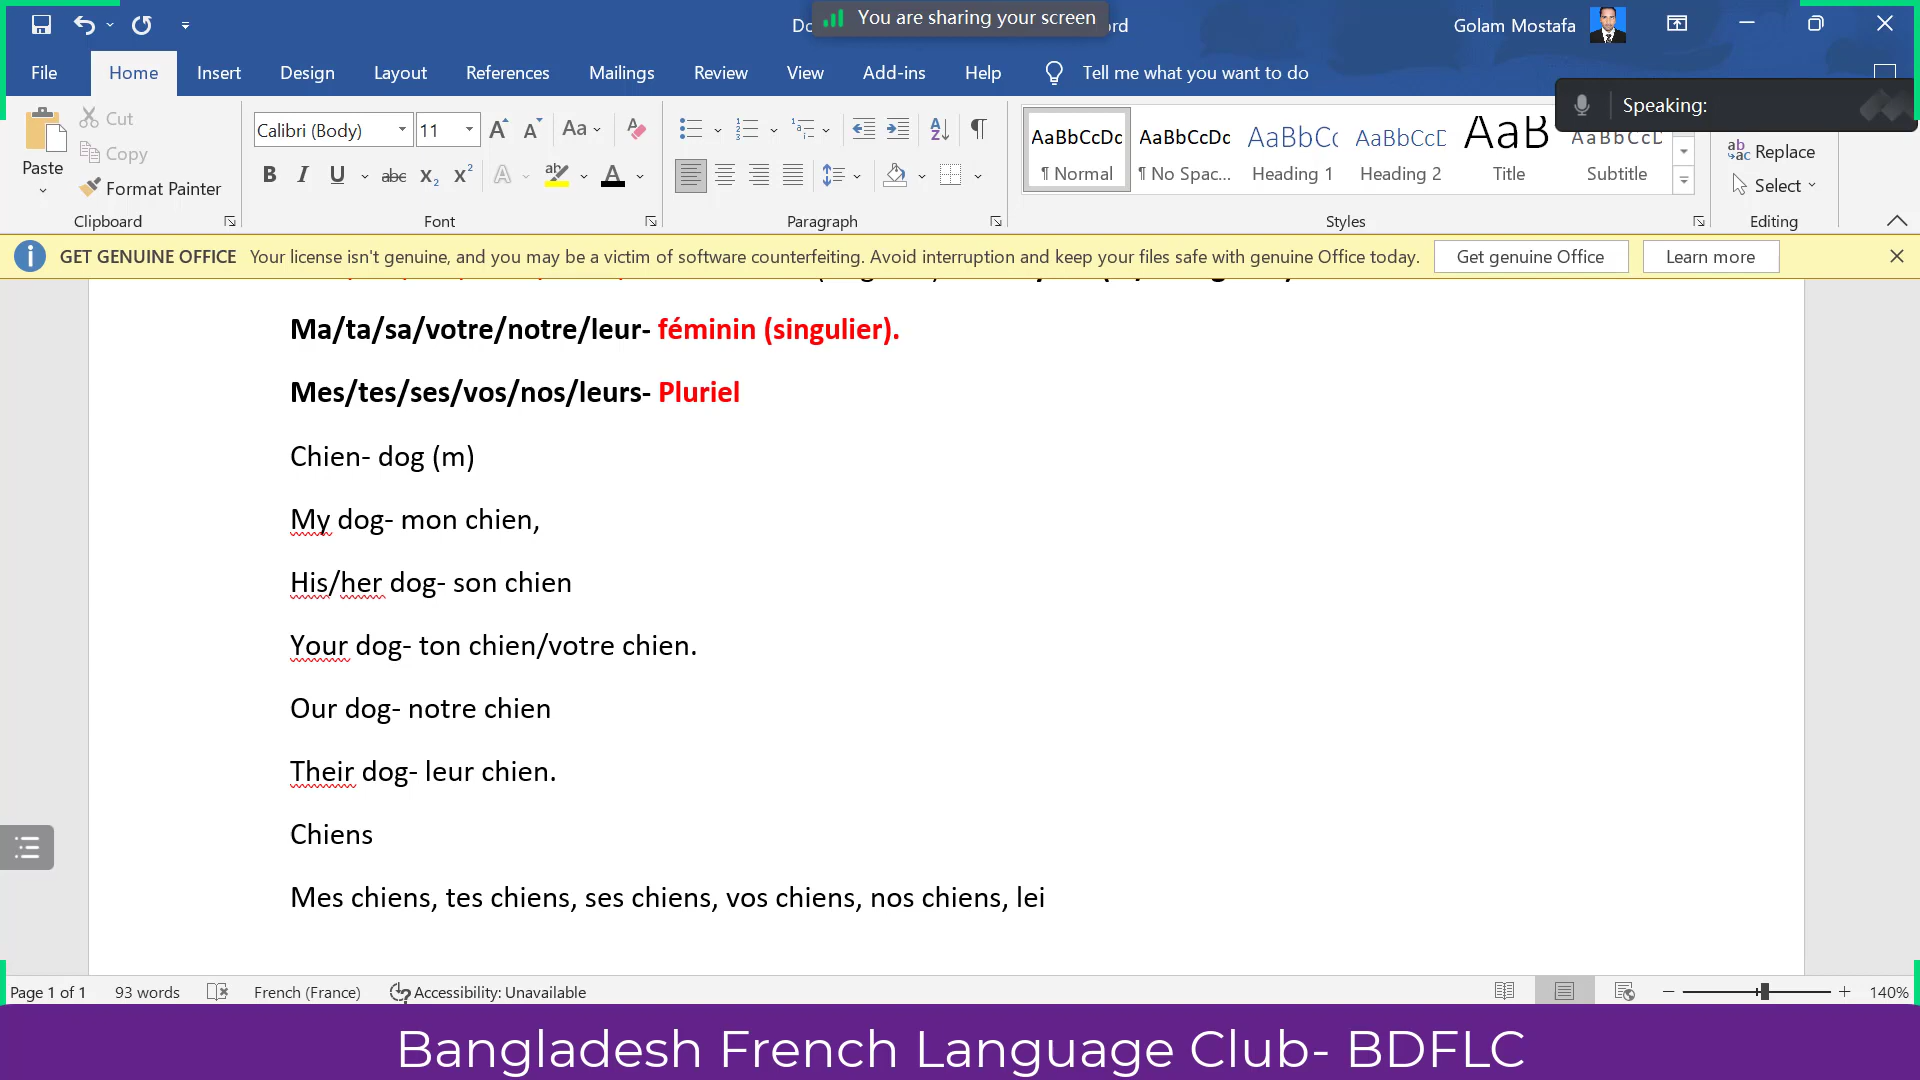 You are sharing your screen
Golam Mostafa
File Home Insert Design Layout References Mailings Review View Add-ins Help Tell me what you want to do
Speaking:
Paste
Cut
Copy
Format Painter
Clipboard
Calibri (Body) 11
Font
Paragraph
AaBbCcDc AaBbCcDc AaBbCc AaBbCcD AaB AaBbCcD
¶ Normal ¶ No Spac... Heading 1 Heading 2 Title Subtitle
Styles
Replace
Select
Editing
GET GENUINE OFFICE Your license isn't genuine, and you may be a victim of software counterfeiting. Avoid interruption and keep your files safe with genuine Office today. Get genuine Office Learn more
Ma/ta/sa/votre/notre/leur- féminin (singulier).
Mes/tes/ses/vos/nos/leurs- Pluriel
Chien- dog (m)
My dog- mon chien,
His/her dog- son chien
Your dog- ton chien/votre chien.
Our dog- notre chien
Their dog- leur chien.
Chiens
Mes chiens, tes chiens, ses chiens, vos chiens, nos chiens, lei
Page 1 of 1 93 words French (France) Accessibility: Unavailable 140%
Bangladesh French Language Club- BDFLC